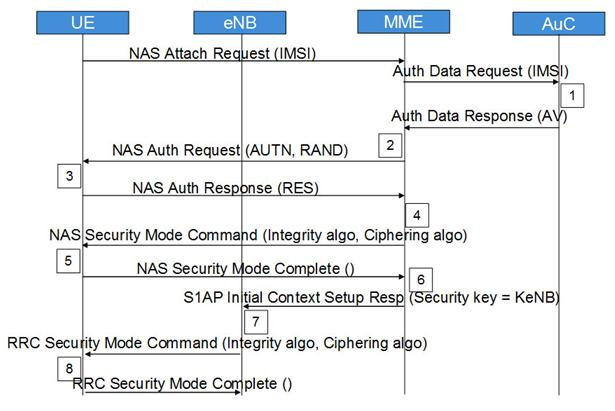 UE eNB MME AuC
NAS Attach Request (IMSI)
Auth Data Request (IMSI)
1
Auth Data Response (AV)
2
NAS Auth Request (AUTN, RAND)
3
NAS Auth Response (RES)
4
NAS Security Mode Command (Integrity algo, Ciphering algo)
5
NAS Security Mode Complete ()
6
S1AP Initial Context Setup Resp (Security key = KeNB)
7
RRC Security Mode Command (Integrity algo, Ciphering algo)
8
RRC Security Mode Complete ()